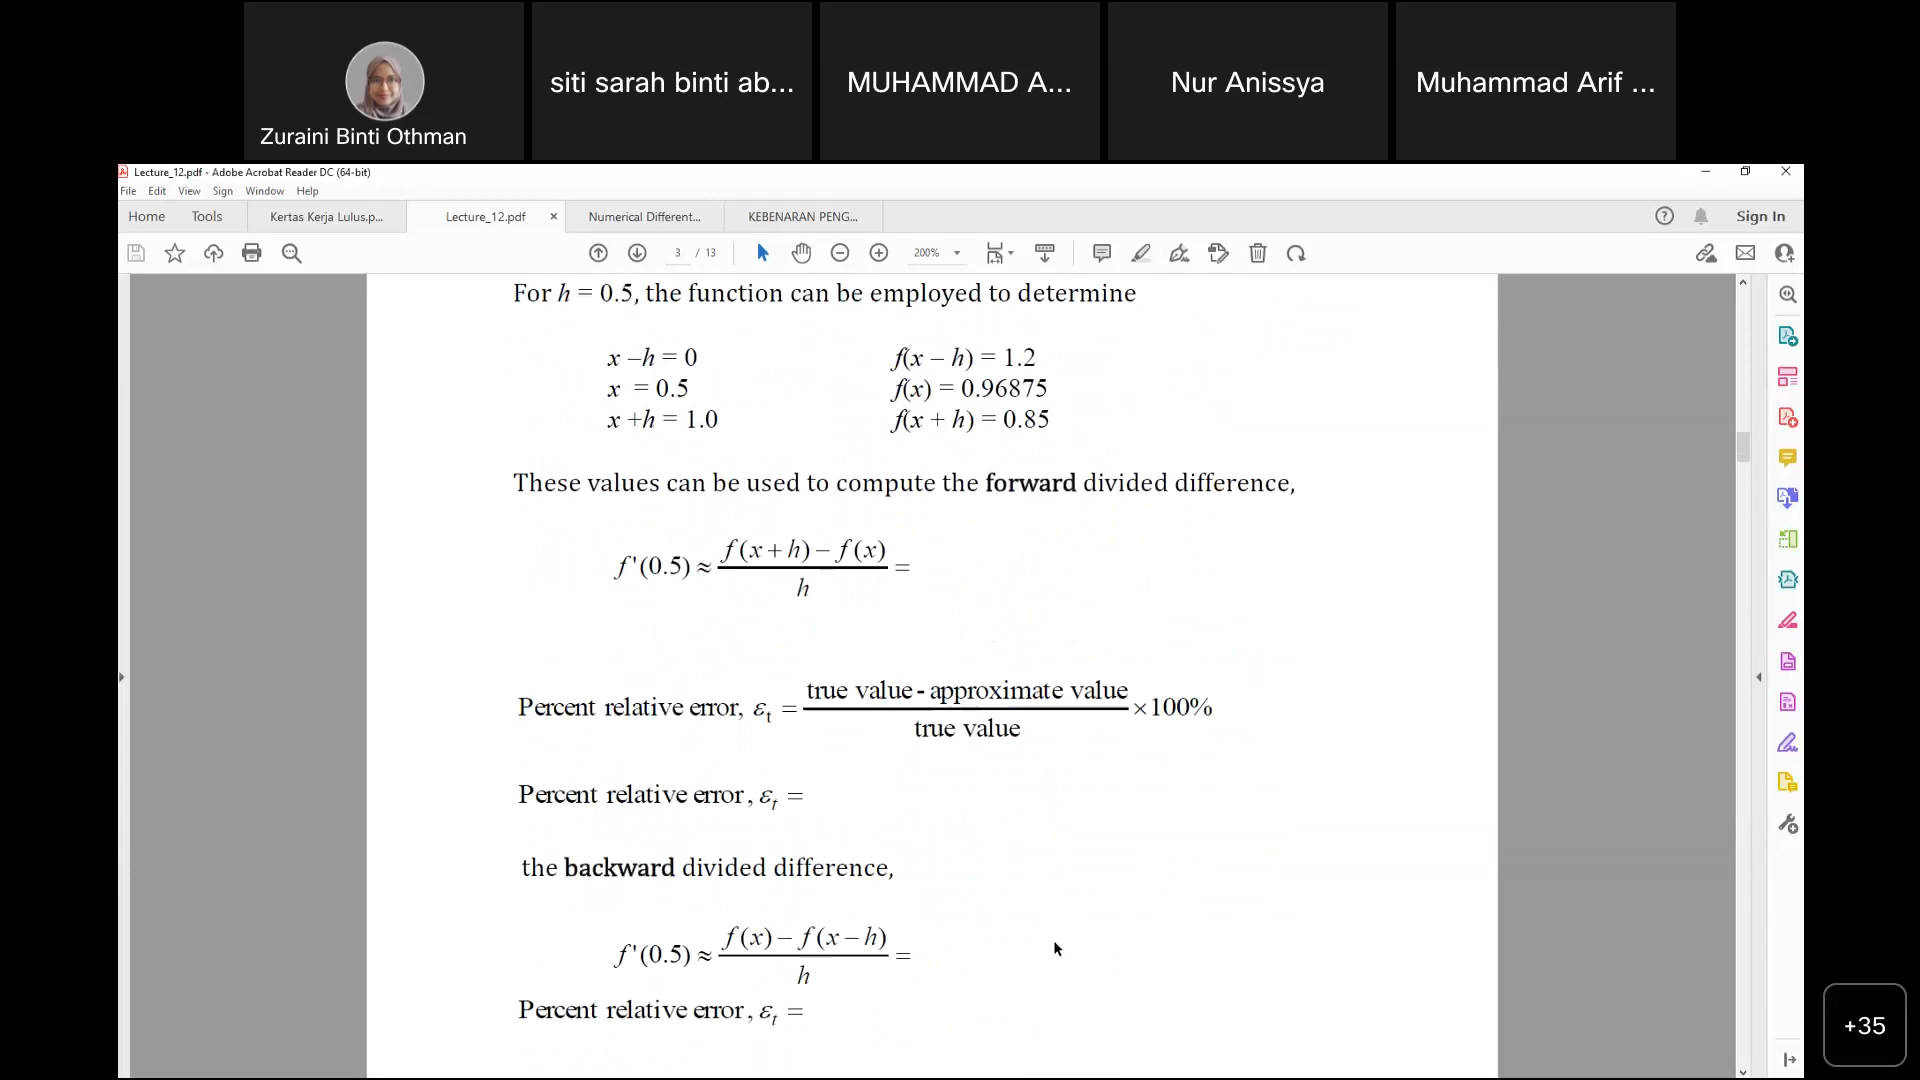 Zuraini Binti Othman
siti sarah binti ab...
MUHAMMAD A...
Nur Anissya
Muhammad Arif ...
Lecture_12.pdf - Adobe Acrobat Reader DC (64-bit)
File Edit View Sign Window Help
Home Tools Kertas Kerja Lulus.p... Lecture_12.pdf × Numerical Different... KEBENARAN PENG... Sign In
3 / 13 200%
For h = 0.5, the function can be employed to determine
x –h = 0 f(x – h) = 1.2
x = 0.5 f(x) = 0.96875
x +h = 1.0 f(x + h) = 0.85
These values can be used to compute the forward divided difference,
f'(0.5) ≈ f(x+h) – f(x) / h =
Percent relative error, εt = true value - approximate value / true value ×100%
Percent relative error, εt =
the backward divided difference,
f'(0.5) ≈ f(x) – f(x–h) / h =
Percent relative error, εt =
+35